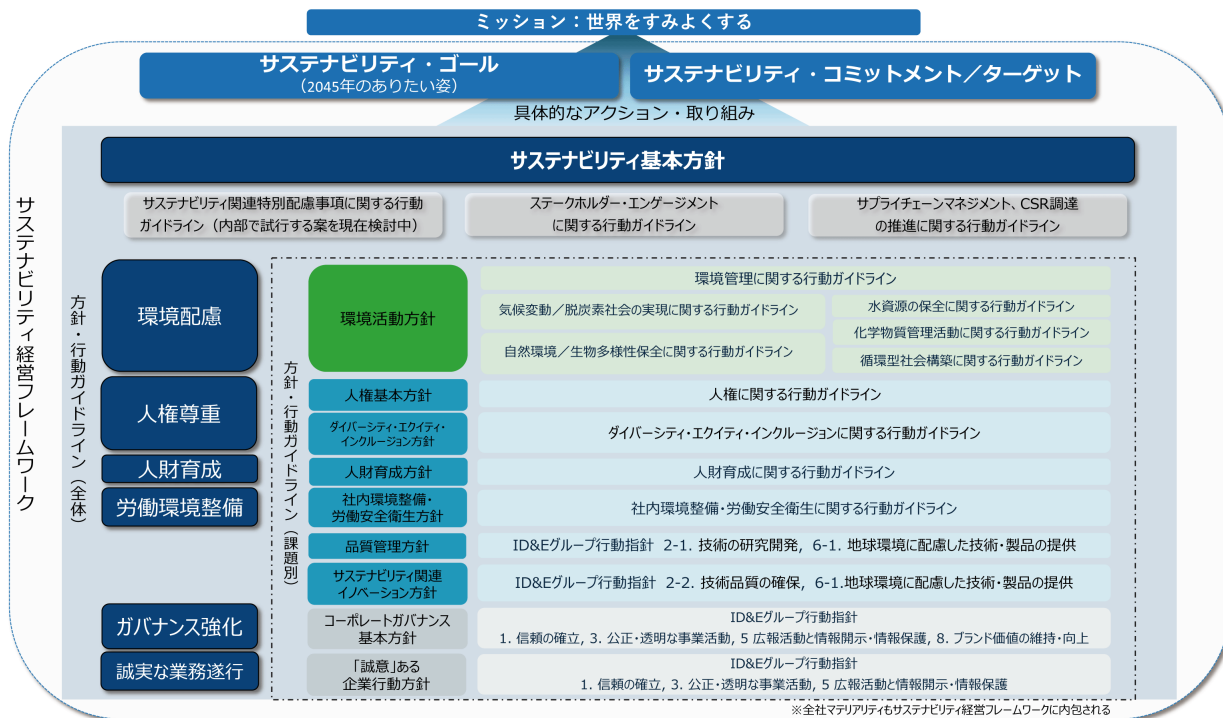 ミッション：世界をすみよくする
サステナビリティ・ゴール
（2045年のありたい姿）
サステナビリティ・コミットメント／ターゲット
具体的なアクション・取り組み
サステナビリティ経営フレームワーク
方針・行動ガイドライン（全体）
サステナビリティ基本方針
サステナビリティ関連特別配慮事項に関する行動
ガイドライン（内部で試行する案を現在検討中）
ステークホルダー・エンゲージメント
に関する行動ガイドライン
サプライチェーンマネジメント、CSR調達
の推進に関する行動ガイドライン
方針・行動ガイドライン（課題別）
環境配慮
環境活動方針
環境管理に関する行動ガイドライン
気候変動／脱炭素社会の実現に関する行動ガイドライン
自然環境／生物多様性保全に関する行動ガイドライン
水資源の保全に関する行動ガイドライン
化学物質管理活動に関する行動ガイドライン
循環型社会構築に関する行動ガイドライン
人権尊重
人権基本方針
人権に関する行動ガイドライン
ダイバーシティ・エクイティ・
インクルージョン方針
ダイバーシティ・エクイティ・インクルージョンに関する行動ガイドライン
人財育成
人財育成方針
人財育成に関する行動ガイドライン
労働環境整備
社内環境整備・
労働安全衛生方針
社内環境整備・労働安全衛生に関する行動ガイドライン
品質管理方針
ID&Eグループ行動指針 2-1. 技術の研究開発, 6-1. 地球環境に配慮した技術・製品の提供
サステナビリティ関連
イノベーション方針
ID&Eグループ行動指針 2-2. 技術品質の確保, 6-1.地球環境に配慮した技術・製品の提供
ガバナンス強化
コーポレートガバナンス
基本方針
ID&Eグループ行動指針
1. 信頼の確立, 3. 公正・透明な事業活動, 5 広報活動と情報開示・情報保護, 8. ブランド価値の維持・向上
誠実な業務遂行
「誠意」ある
企業行動方針
ID&Eグループ行動指針
1. 信頼の確立, 3. 公正・透明な事業活動, 5 広報活動と情報開示・情報保護
※全社マテリアリティもサステナビリティ経営フレームワークに内包される